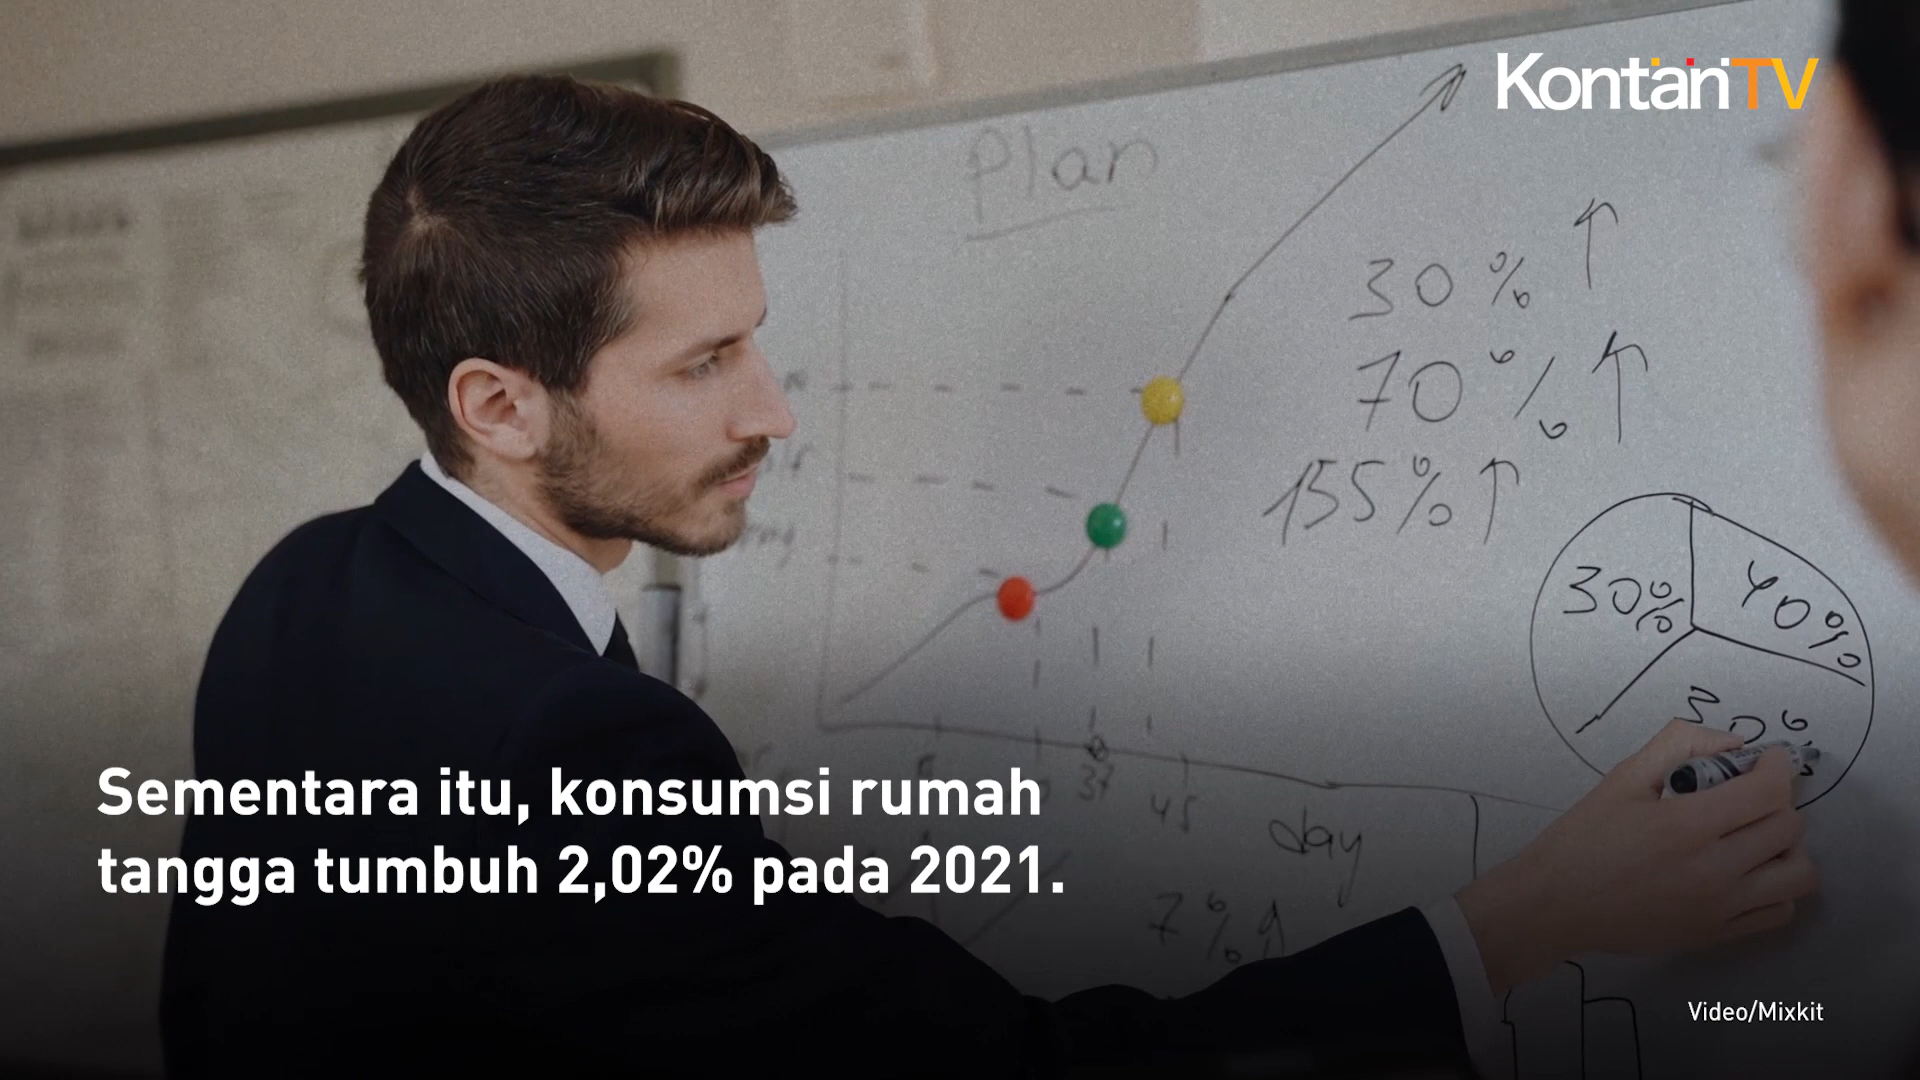 KontanTV
Plan
30% ↑
70% ↑
155% ↑
30%
40%
30%
37
45
day
7% ↑
Sementara itu, konsumsi rumah
tangga tumbuh 2,02% pada 2021.
Video/Mixkit